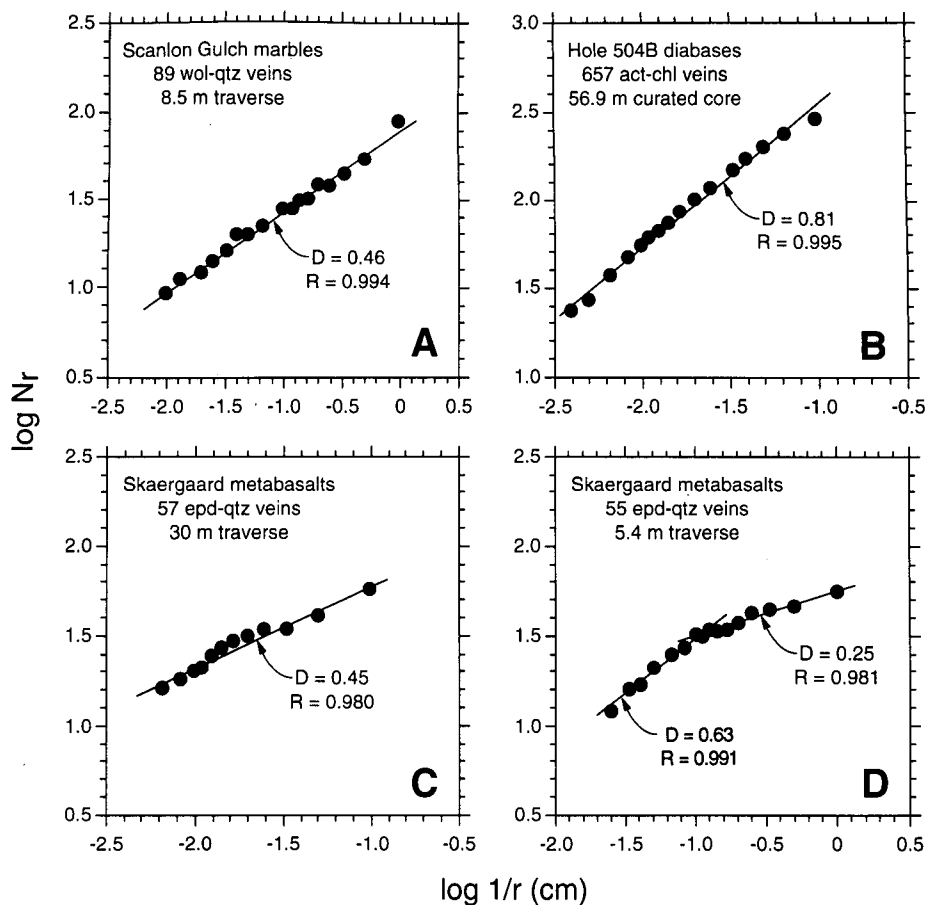 Scanlon Gulch marbles
89 wol-qtz veins
8.5 m traverse
D = 0.46
R = 0.994
A
2.5
2.0
1.5
1.0
0.5
-2.5 -2.0 -1.5 -1.0 -0.5 0 0.5
Hole 504B diabases
657 act-chl veins
56.9 m curated core
D = 0.81
R = 0.995
B
3.0
2.5
2.0
1.5
1.0
-2.5 -2.0 -1.5 -1.0 -0.5
log Nr
Skaergaard metabasalts
57 epd-qtz veins
30 m traverse
D = 0.45
R = 0.980
C
2.5
2.0
1.5
1.0
0.5
-2.5 -2.0 -1.5 -1.0 -0.5
Skaergaard metabasalts
55 epd-qtz veins
5.4 m traverse
D = 0.25
R = 0.981
D = 0.63
R = 0.991
D
2.5
2.0
1.5
1.0
0.5
-2.0 -1.5 -1.0 -0.5 0 0.5
log 1/r (cm)